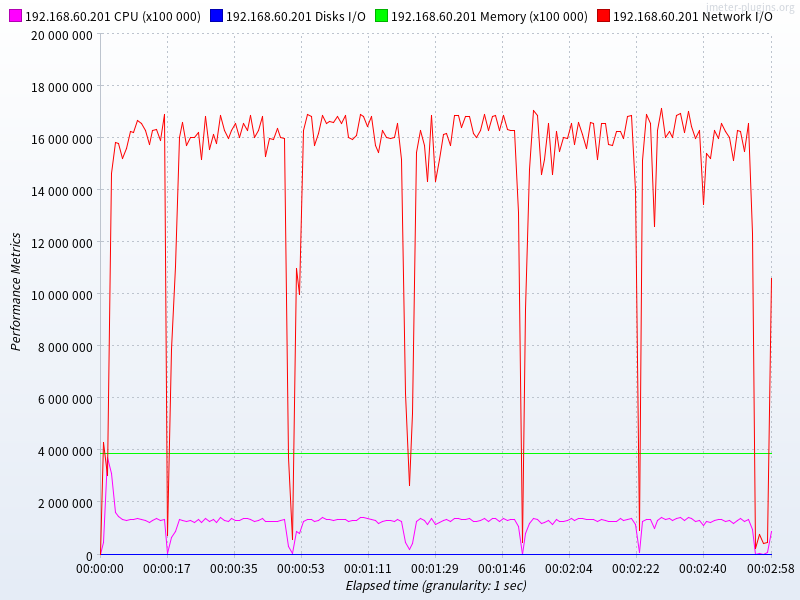 jmeter-plugins.org
192.168.60.201 CPU (x100 000) 192.168.60.201 Disks I/O 192.168.60.201 Memory (x100 000) 192.168.60.201 Network I/O
20 000 000
18 000 000
16 000 000
14 000 000
12 000 000
10 000 000
8 000 000
6 000 000
4 000 000
2 000 000
0
Performance Metrics
00:00:00 00:00:17 00:00:35 00:00:53 00:01:11 00:01:29 00:01:46 00:02:04 00:02:22 00:02:40 00:02:58
Elapsed time (granularity: 1 sec)